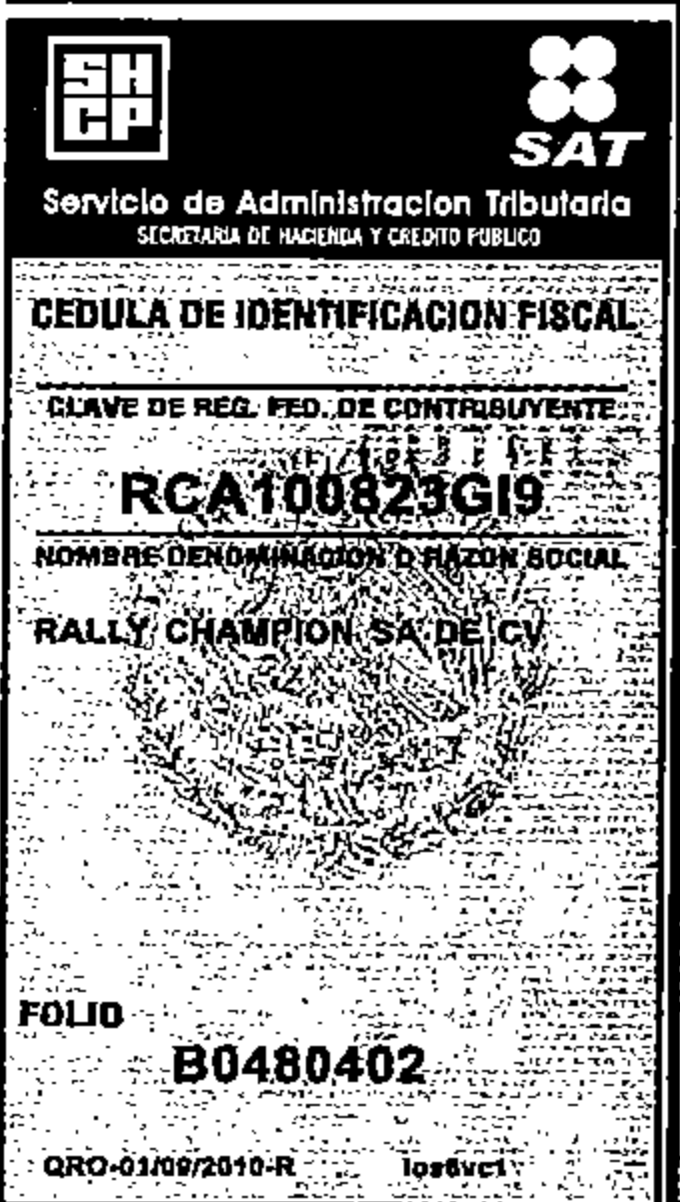 SH
CP
SAT
Servicio de Administracion Tributaria
SECRETARIA DE HACIENDA Y CREDITO PUBLICO
CEDULA DE IDENTIFICACION FISCAL
CLAVE DE REG. FED. DE CONTRIBUYENTE
RCA100823GI9
NOMBRE DENOMINACION O RAZON SOCIAL
RALLY CHAMPION SA DE CV
FOLIO
B0480402
QRO-01/09/2010-R